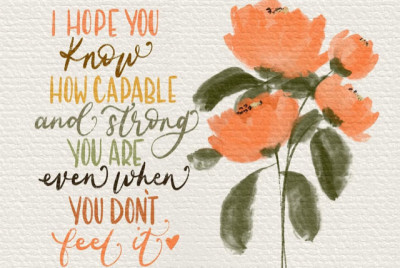 I HOPE YOU
know
HOW CAPABLE
and strong
YOU ARE
even when
YOU DON'T
feel it